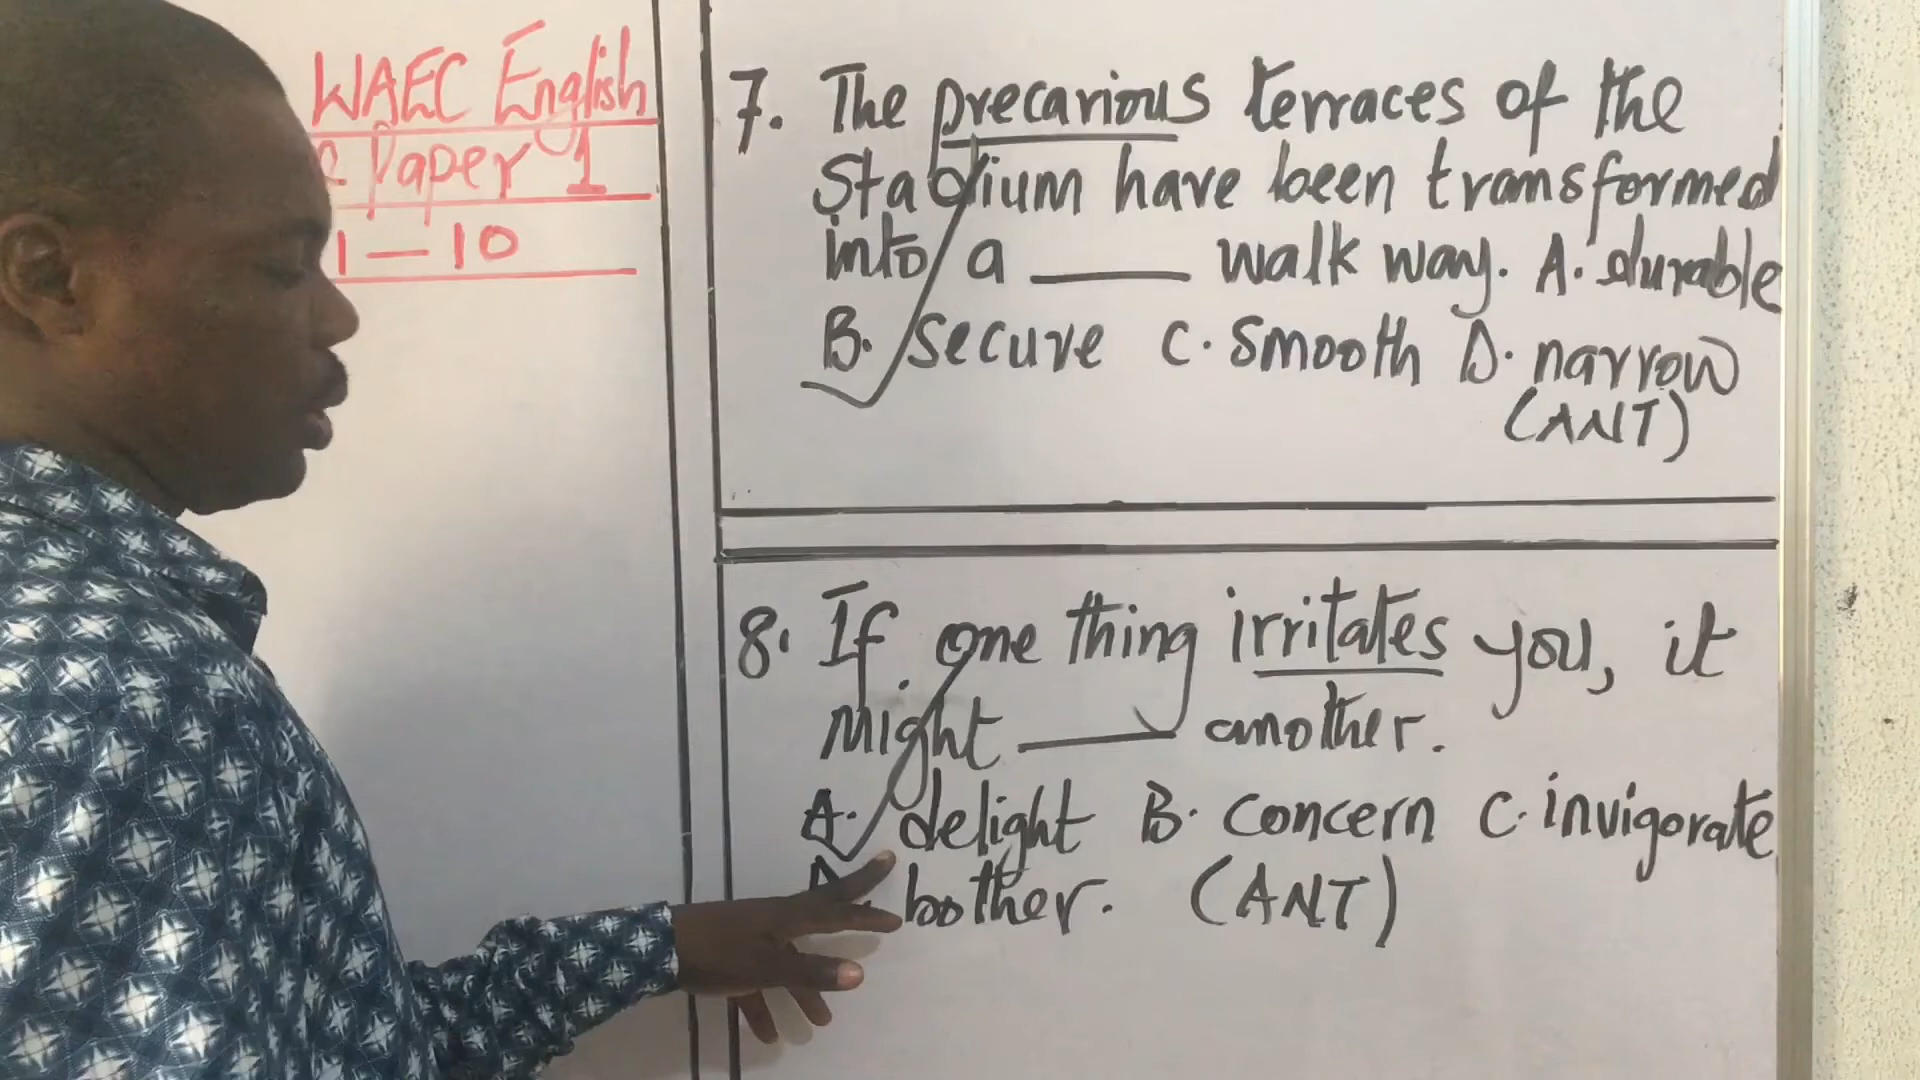 WAEC English
Paper 1
1 – 10
7. The precarious terraces of the
Stadium have been transformed
into a ____ walk way. A. durable
B. secure C. smooth D. narrow
(ANT)
8. If one thing irritates you, it
might ____ another.
A. delight B. concern C. invigorate
bother. (ANT)